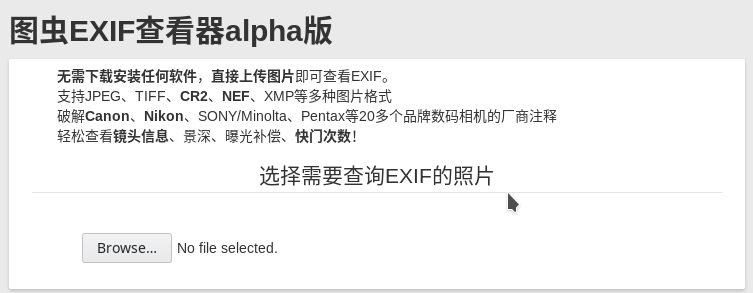 图虫EXIF查看器alpha版
无需下载安装任何软件，直接上传图片即可查看EXIF。
支持JPEG、TIFF、CR2、NEF、XMP等多种图片格式
破解Canon、Nikon、SONY/Minolta、Pentax等20多个品牌数码相机的厂商注释
轻松查看镜头信息、景深、曝光补偿、快门次数！
选择需要查询EXIF的照片
Browse... No file selected.